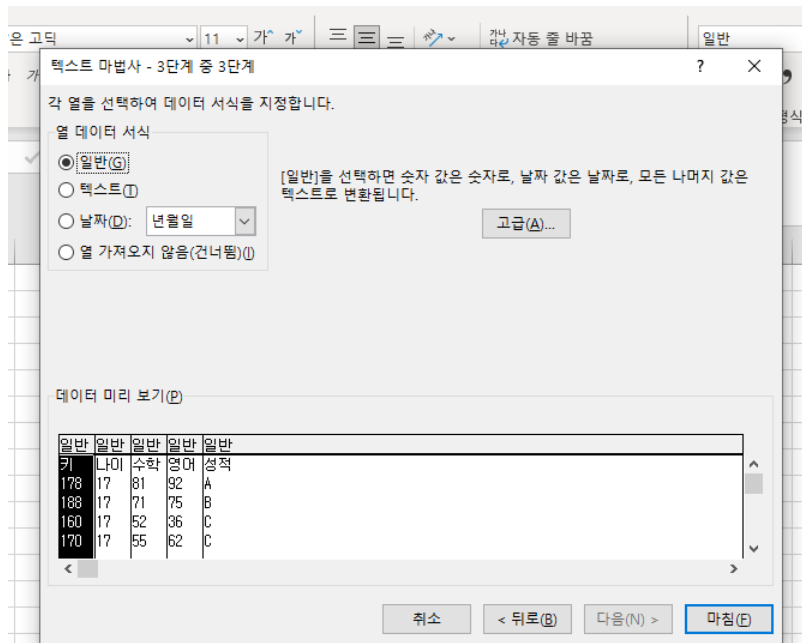 은 고딕 11 가 가 가나다 자동 줄 바꿈 일반
텍스트 마법사 - 3단계 중 3단계 ? ×
각 열을 선택하여 데이터 서식을 지정합니다.
열 데이터 서식
일반(G)
텍스트(T)
날짜(D): 년월일
열 가져오지 않음(건너뜀)(I)
[일반]을 선택하면 숫자 값은 숫자로, 날짜 값은 날짜로, 모든 나머지 값은
텍스트로 변환됩니다.
고급(A)...
데이터 미리 보기(P)
일반 일반 일반 일반 일반
키 나이 수학 영어 성적
178 17 81 92 A
188 17 71 75 B
160 17 52 36 C
170 17 55 62 C
취소 < 뒤로(B) 다음(N) > 마침(F)